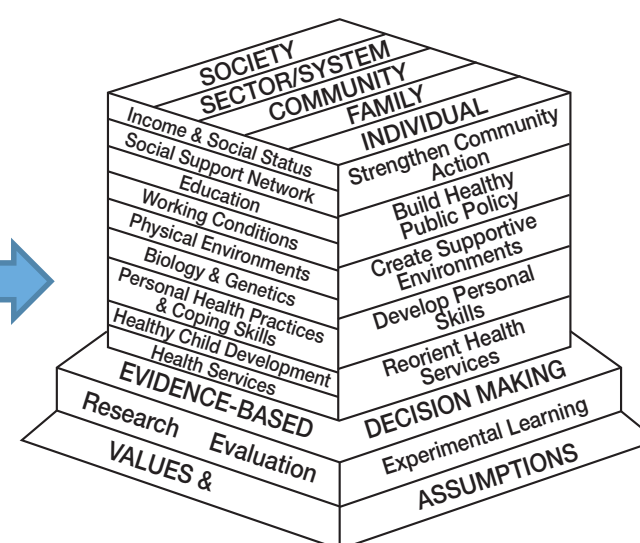 SOCIETY
SECTOR/SYSTEM
COMMUNITY
FAMILY
INDIVIDUAL
Income & Social Status
Social Support Network
Education
Working Conditions
Physical Environments
Biology & Genetics
Personal Health Practices
& Coping Skills
Healthy Child Development
Health Services
Strengthen Community
Action
Build Healthy
Public Policy
Create Supportive
Environments
Develop Personal
Skills
Reorient Health
Services
EVIDENCE-BASED DECISION MAKING
Research Evaluation Experimental Learning
VALUES & ASSUMPTIONS